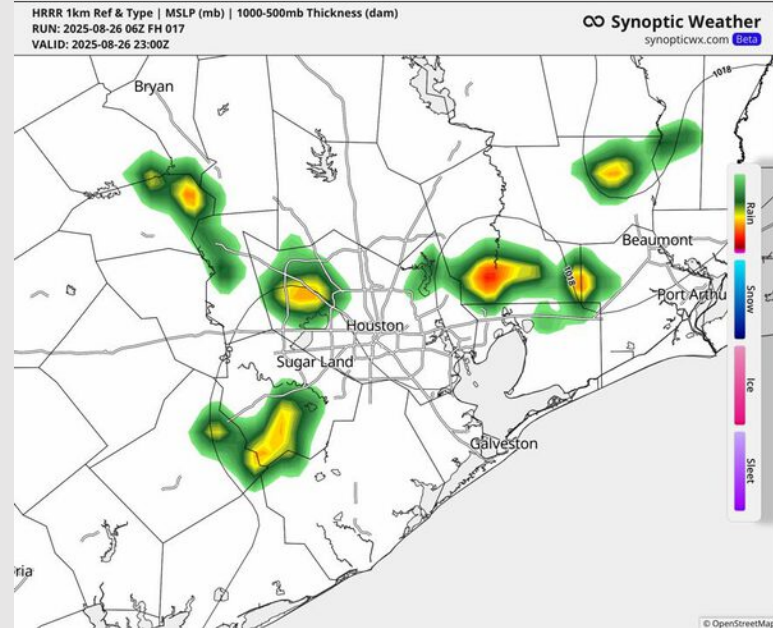 HRRR 1km Ref & Type | MSLP (mb) | 1000-500mb Thickness (dam)
RUN: 2025-08-26 06Z FH 017
VALID: 2025-08-26 23:00Z
Synoptic Weather
synopticwx.com Beta
1018
Bryan
Rain
Beaumont
1018
Port Arthu
Snow
Houston
Sugar Land
Ice
Galveston
Sleet
ria
© OpenStreetMap